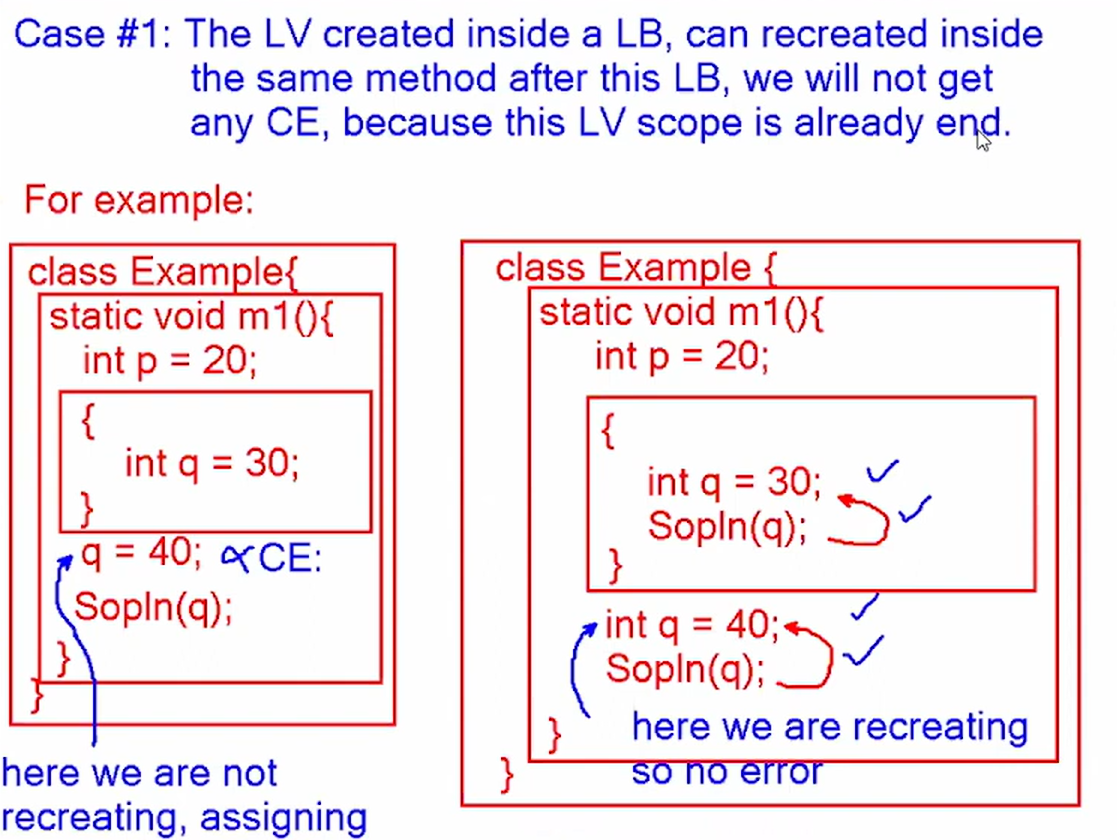 Case #1: The LV created inside a LB, can recreated inside
the same method after this LB, we will not get
any CE, because this LV scope is already end.
For example:
class Example{
static void m1(){
int p = 20;
{
int q = 30;
}
q = 40; ∝CE:
Sopln(q);
}
}
here we are not
recreating, assigning
class Example {
static void m1(){
int p = 20;
{
int q = 30;
Sopln(q);
}
int q = 40;
Sopln(q);
}
here we are recreating
so no error
}